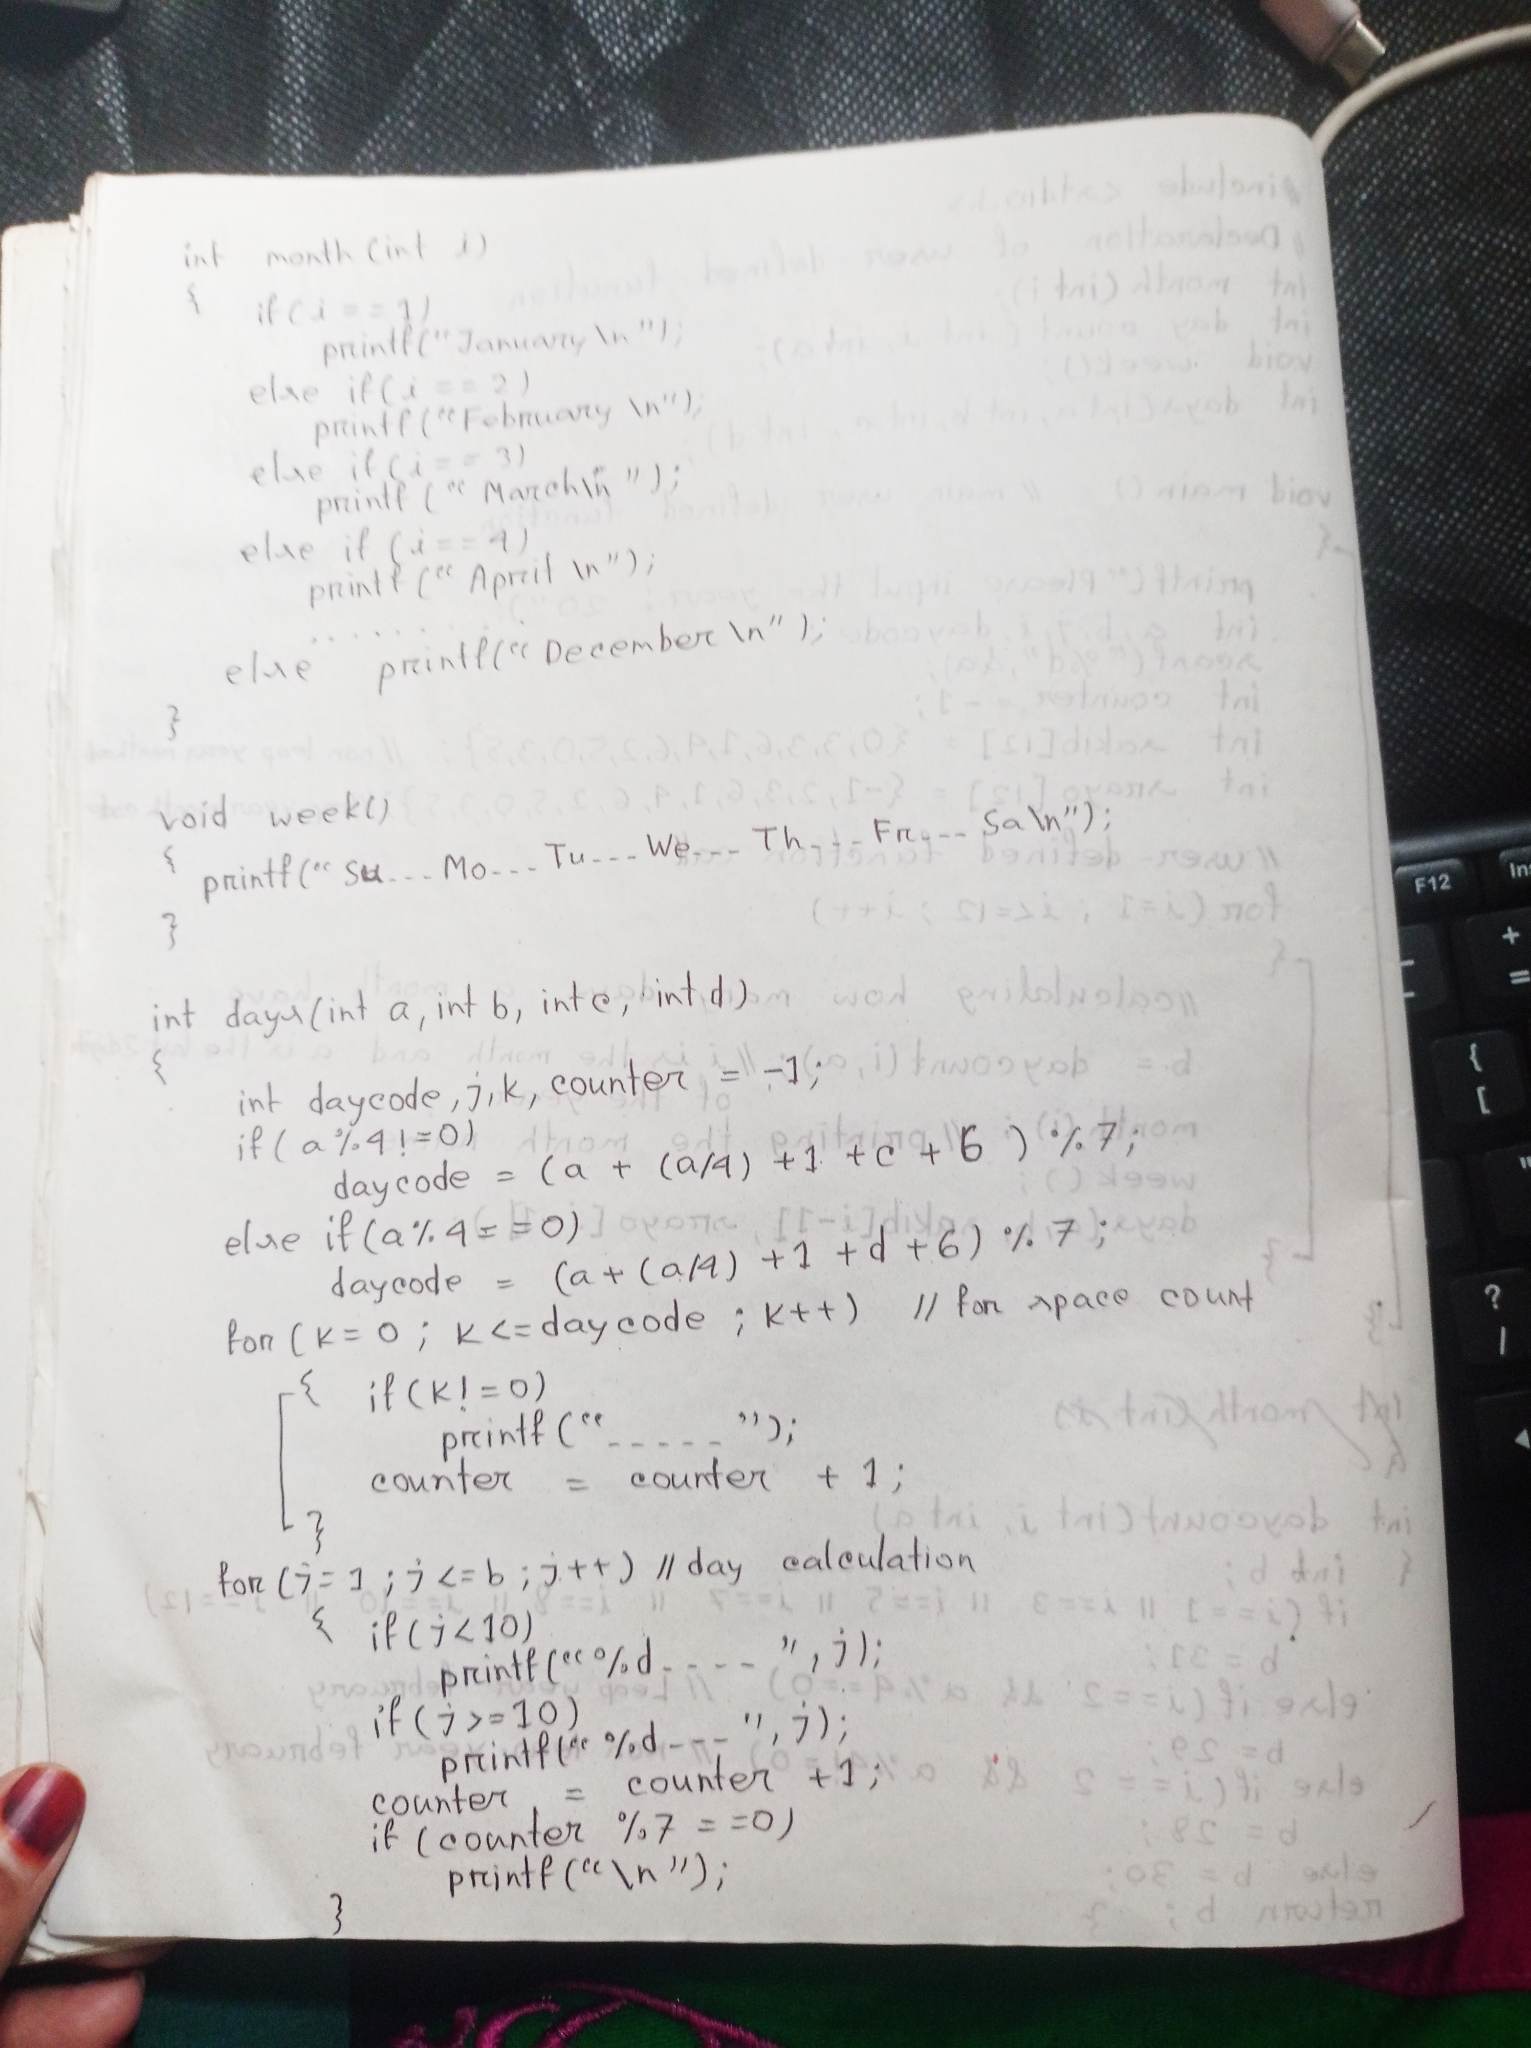 int month (int i)
{ if(i == 1)
printf("January \n");
else if(i == 2)
printf("February \n");
else if(i == 3)
printf (" March\n ");
else if (i == 4)
printf (" April \n");
..........
else printf(" December \n" );
}
void week()
{
printf(" Su... Mo... Tu... We... Th... Fr... Sa\n");
}
int days(int a, int b, int c, int d)
{
int daycode, j, k, counter = -1;
if( a%4!=0)
daycode = (a + (a/4) +1 +c + 6 ) % 7;
else if(a%4==0)
daycode = (a+(a/4) +1 +d +6) % 7;
for( k=0; k<=daycode ; k++) // for space count
{ if(k!=0)
printf ("_ _ _ _ _");
counter = counter + 1;
}
for(j=1 ; j<=b ; j++) // day calculation
{ if(j<10)
printf("%d_ _ _ _ ", j);
if(j>=10)
printf(" %d_ _ _", j);
counter = counter +1;
if (counter %7 ==0)
printf("\n");
}
F12
Ins
+
=
{
[
?
/